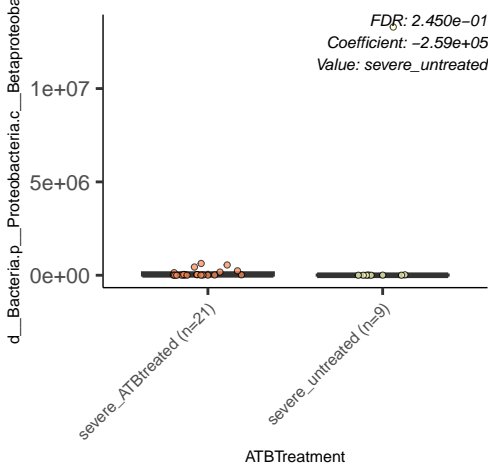 FDR: 2.450e−01
Coefficient: −2.59e+05
Value: severe_untreated
d__Bacteria.p__Proteobacteria.c__Betaproteoba
1e+07
5e+06
0e+00
severe_ATBtreated (n=21)
severe_untreated (n=9)
ATBTreatment